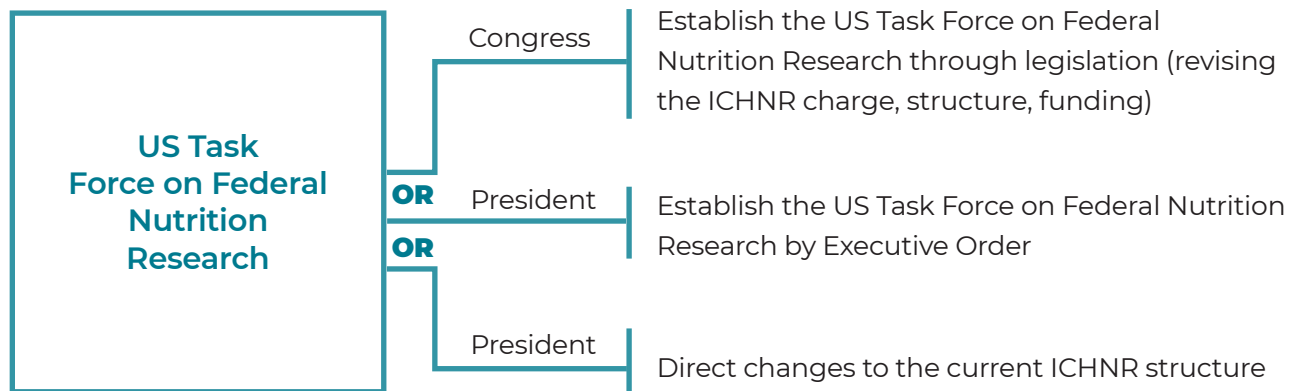 US Task
Force on Federal
Nutrition
Research
Congress
Establish the US Task Force on Federal
Nutrition Research through legislation (revising
the ICHNR charge, structure, funding)
OR
President
Establish the US Task Force on Federal Nutrition
Research by Executive Order
OR
President
Direct changes to the current ICHNR structure